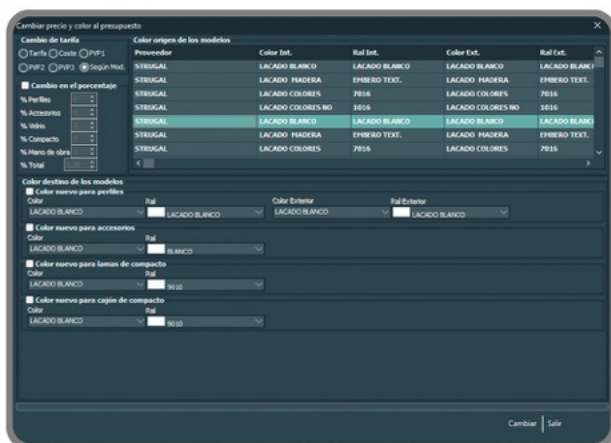 Cambiar precio y color al presupuesto
Cambio de tarifa
Tarifa Coste PVP1
PVP2 PVP3 Según Mod.
Cambio en el porcentaje
% Perfiles
% Accesorios
% Vidrio
% Compacto
% Mano de obra
% Total
Color origen de los modelos
Proveedor Color Int. Ral Int. Color Ext. Ral Ext.
STRUGAL LACADO BLANCO LACADO BLANCO LACADO BLANCO LACADO BLANCO
STRUGAL LACADO MADERA EMBERO TEXT. LACADO MADERA EMBERO TEXT.
STRUGAL LACADO COLORES 7016 LACADO COLORES 7016
STRUGAL LACADO COLORES NO 1016 LACADO COLORES NO 1016
STRUGAL LACADO BLANCO LACADO BLANCO LACADO BLANCO LACADO BLANCO
STRUGAL LACADO MADERA EMBERO TEXT. LACADO MADERA EMBERO TEXT.
STRUGAL LACADO COLORES 7016 LACADO COLORES 7016
Color destino de los modelos
Color nuevo para perfiles
Color Ral Color Exterior Ral Exterior
LACADO BLANCO LACADO BLANCO LACADO BLANCO LACADO BLANCO
Color nuevo para accesorios
Color Ral
LACADO BLANCO BLANCO
Color nuevo para lamas de compacto
Color Ral
LACADO BLANCO 9010
Color nuevo para cajón de compacto
Color Ral
LACADO BLANCO 9010
Cambiar Salir